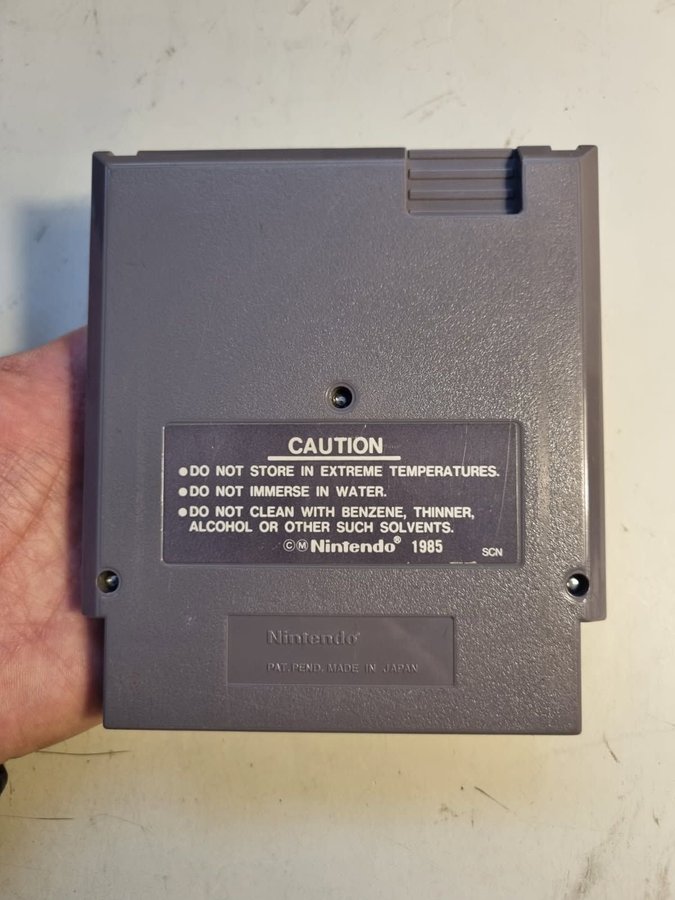 CAUTION
●DO NOT STORE IN EXTREME TEMPERATURES.
●DO NOT IMMERSE IN WATER.
●DO NOT CLEAN WITH BENZENE, THINNER,
ALCOHOL OR OTHER SUCH SOLVENTS.
©Ⓜ Nintendo® 1985 SCN
Nintendo®
PAT. PEND. MADE IN JAPAN